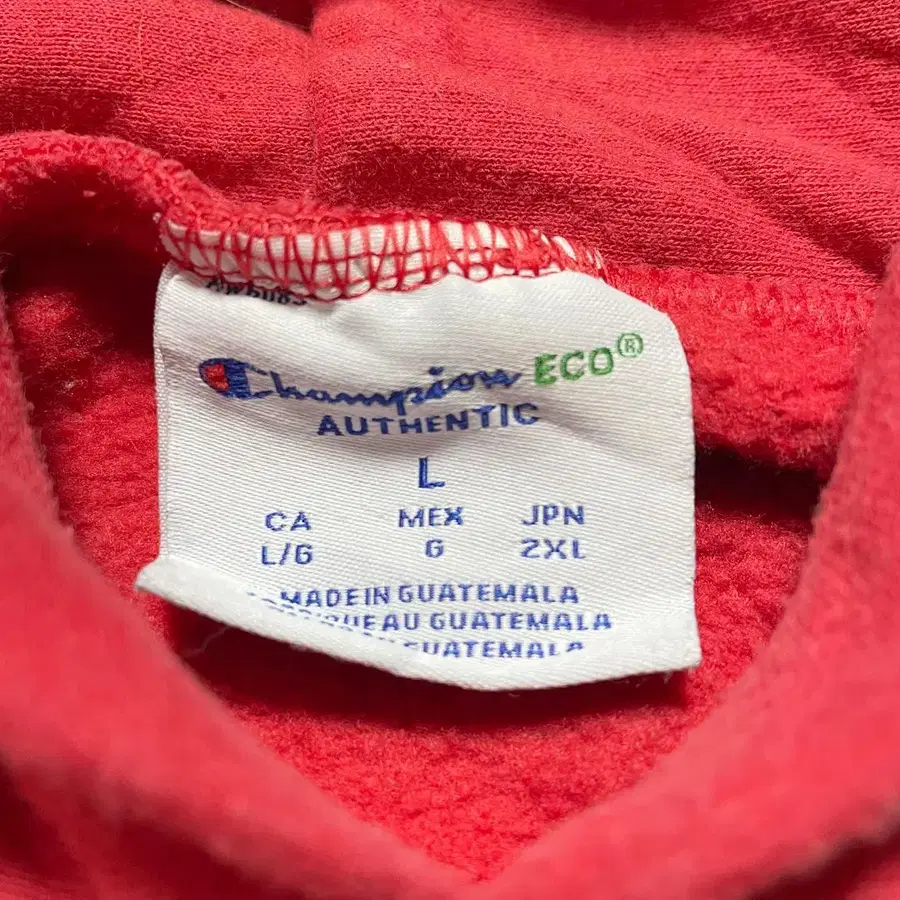 Champion ECO®
AUTHENTIC
L
CA MEX JPN
L/G G 2XL
MADE IN GUATEMALA
AU GUATEMALA
GUATEMALA